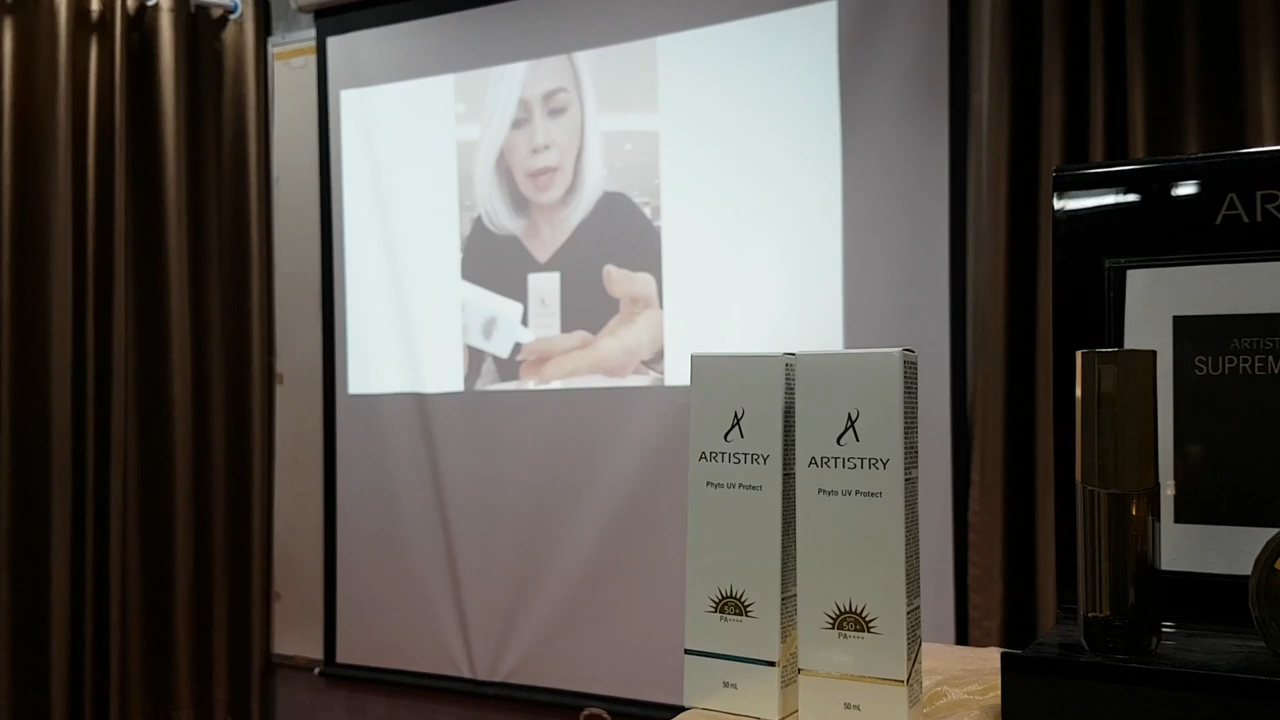 ARTISTRY
Phyto UV Protect
50+
PA++++
50 mL
ARTISTRY
Phyto UV Protect
50+
PA++++
50 mL
AR
ARTIST
SUPREM